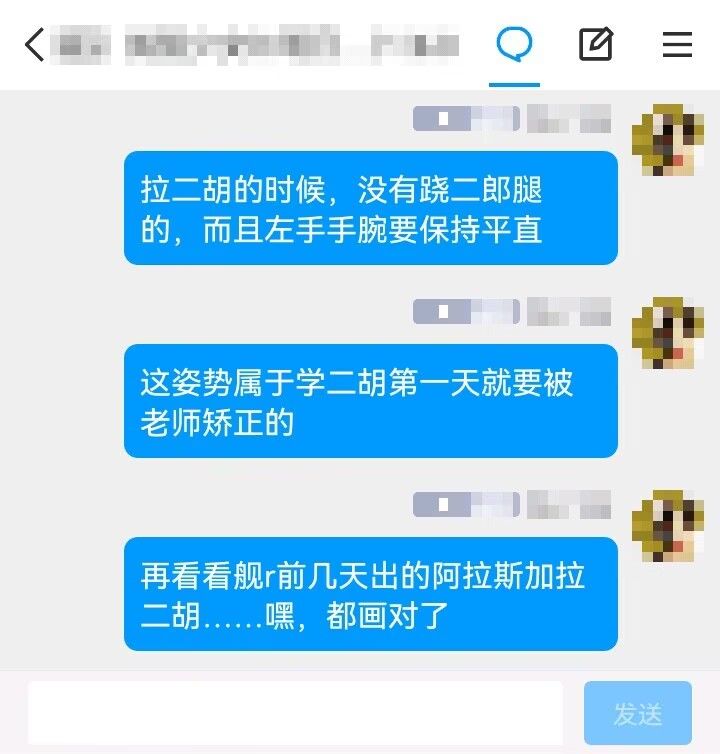 拉二胡的时候，没有跷二郎腿
的，而且左手手腕要保持平直
这姿势属于学二胡第一天就要被
老师矫正的
再看看舰r前几天出的阿拉斯加拉
二胡……嘿，都画对了
发送